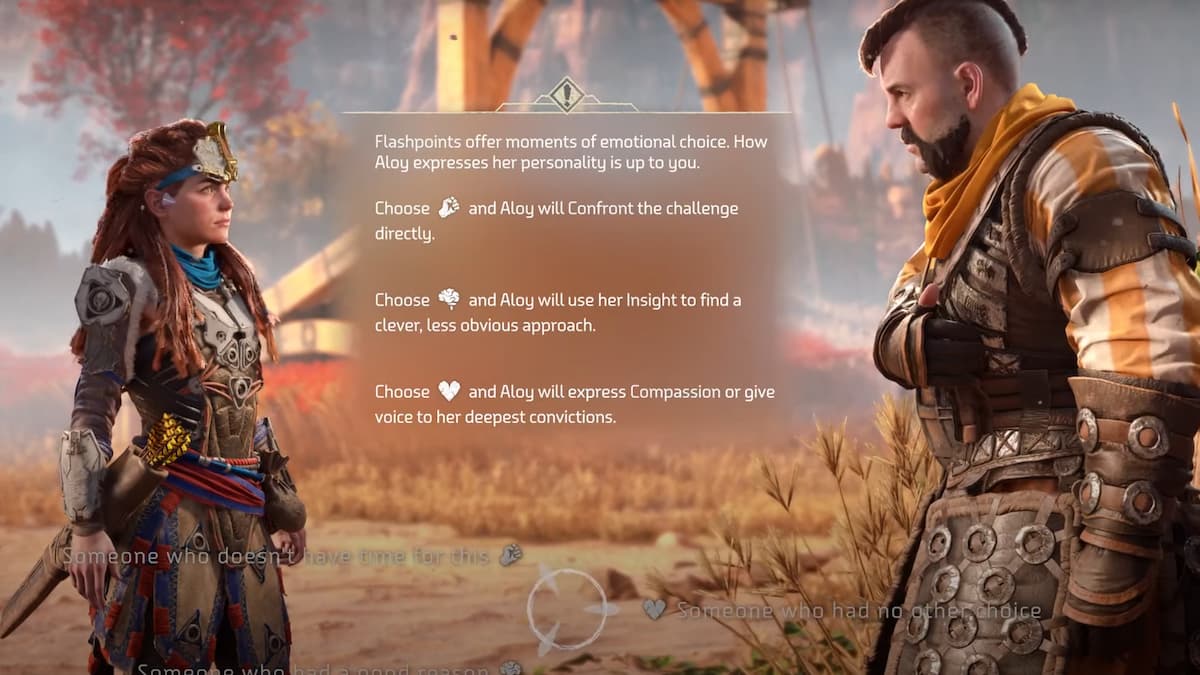 Flashpoints offer moments of emotional choice. How
Aloy expresses her personality is up to you.
Choose and Aloy will Confront the challenge
directly.
Choose and Aloy will use her Insight to find a
clever, less obvious approach.
Choose and Aloy will express Compassion or give
voice to her deepest convictions.
Someone who doesn't have time for this
Someone who had no other choice
Someone who had a good reason